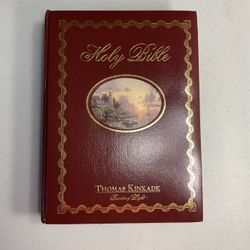 Holy Bible
THOMAS KINKADE
Painter of Light